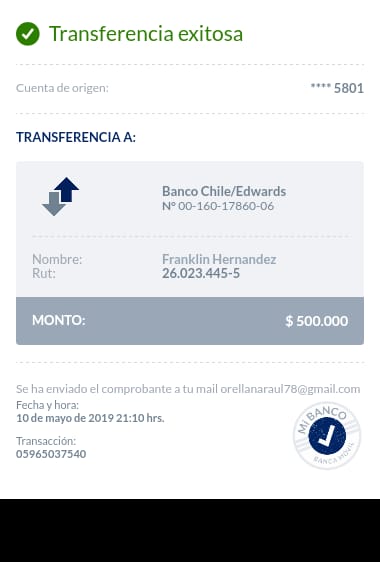 Transferencia exitosa
Cuenta de origen: **** 5801
TRANSFERENCIA A:
Banco Chile/Edwards
Nº 00-160-17860-06
Nombre: Franklin Hernandez
Rut: 26.023.445-5
MONTO: $ 500.000
Se ha enviado el comprobante a tu mail orellanaraul78@gmail.com
Fecha y hora:
10 de mayo de 2019 21:10 hrs.
Transacción:
05965037540
Mi BANCO
BANCA MÓVIL